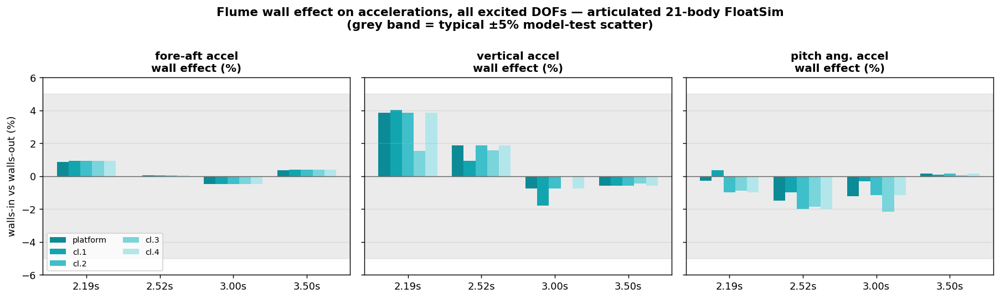 Flume wall effect on accelerations, all excited DOFs — articulated 21-body FloatSim
(grey band = typical ±5% model-test scatter)
fore-aft accel
wall effect (%)
vertical accel
wall effect (%)
pitch ang. accel
wall effect (%)
walls-in vs walls-out (%)
6
4
2
0
−2
−4
−6
platform
cl.1
cl.2
cl.3
cl.4
2.19s
2.52s
3.00s
3.50s
2.19s
2.52s
3.00s
3.50s
2.19s
2.52s
3.00s
3.50s